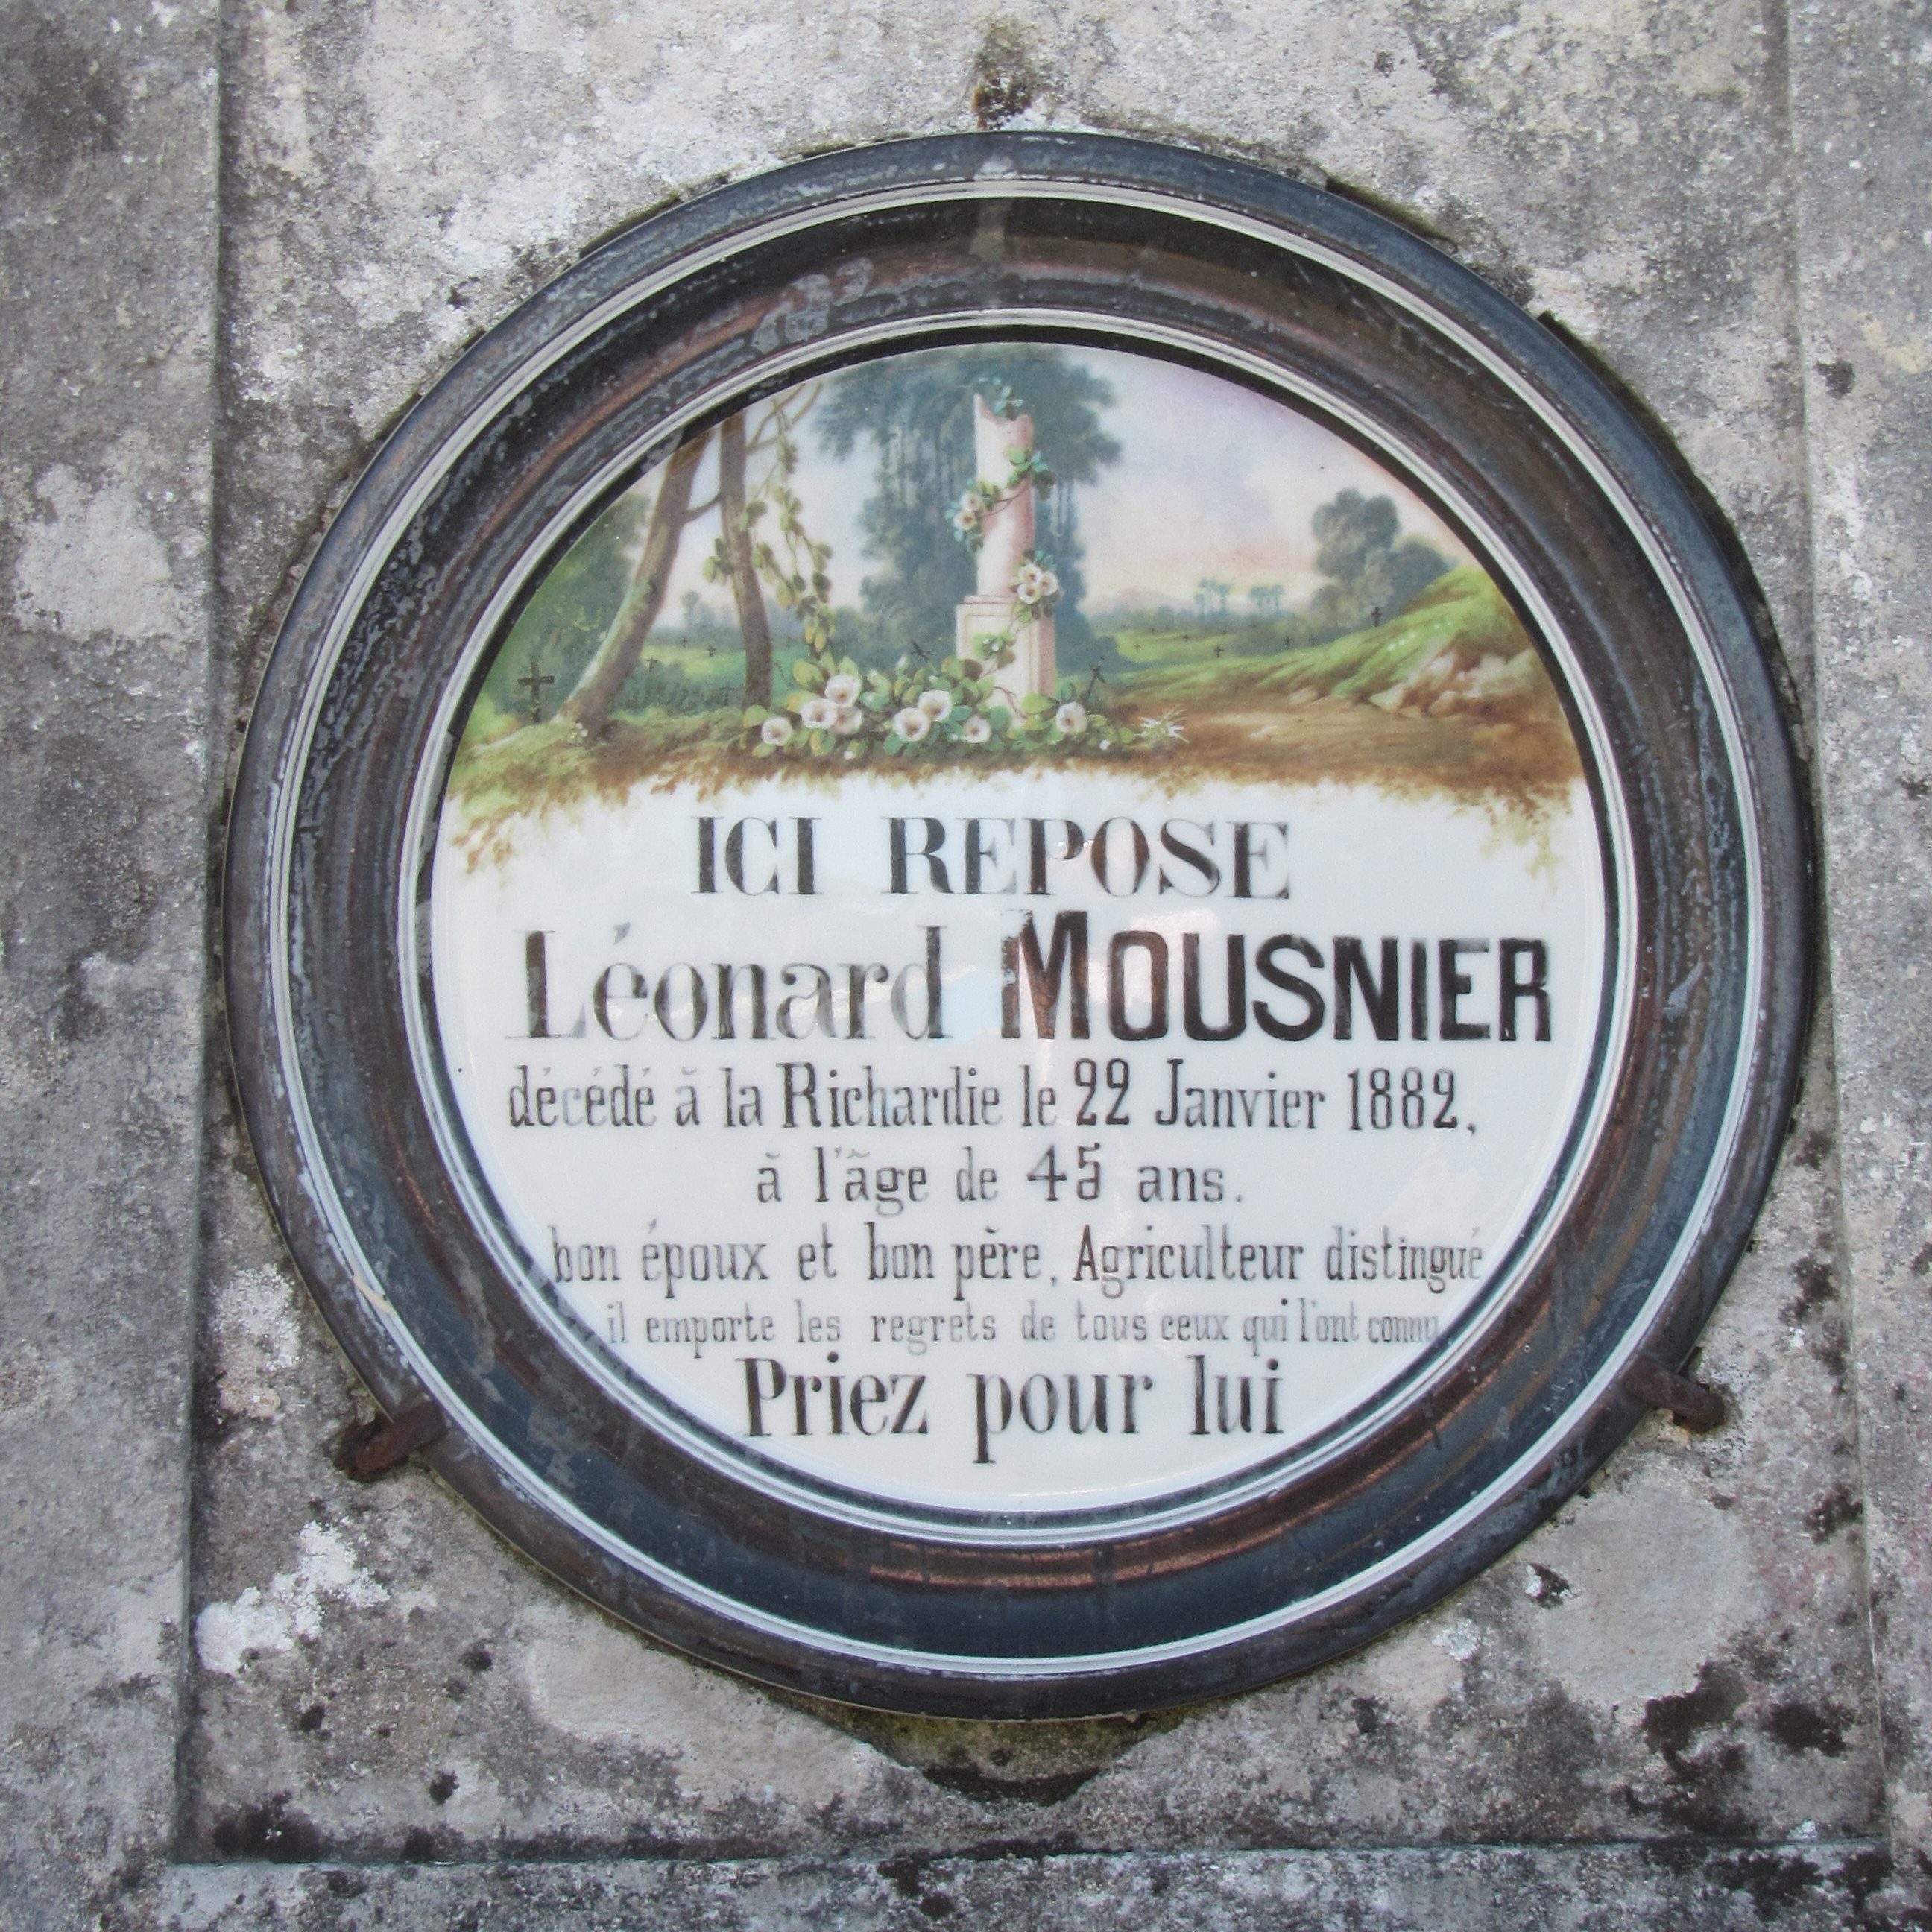 ICI REPOSE
Léonard MOUSNIER
décédé à la Richardie le 22 Janvier 1882,
à l'âge de 45 ans.
bon époux et bon père, Agriculteur distingué
il emporte les regrets de tous ceux qui l'ont connu
Priez pour lui